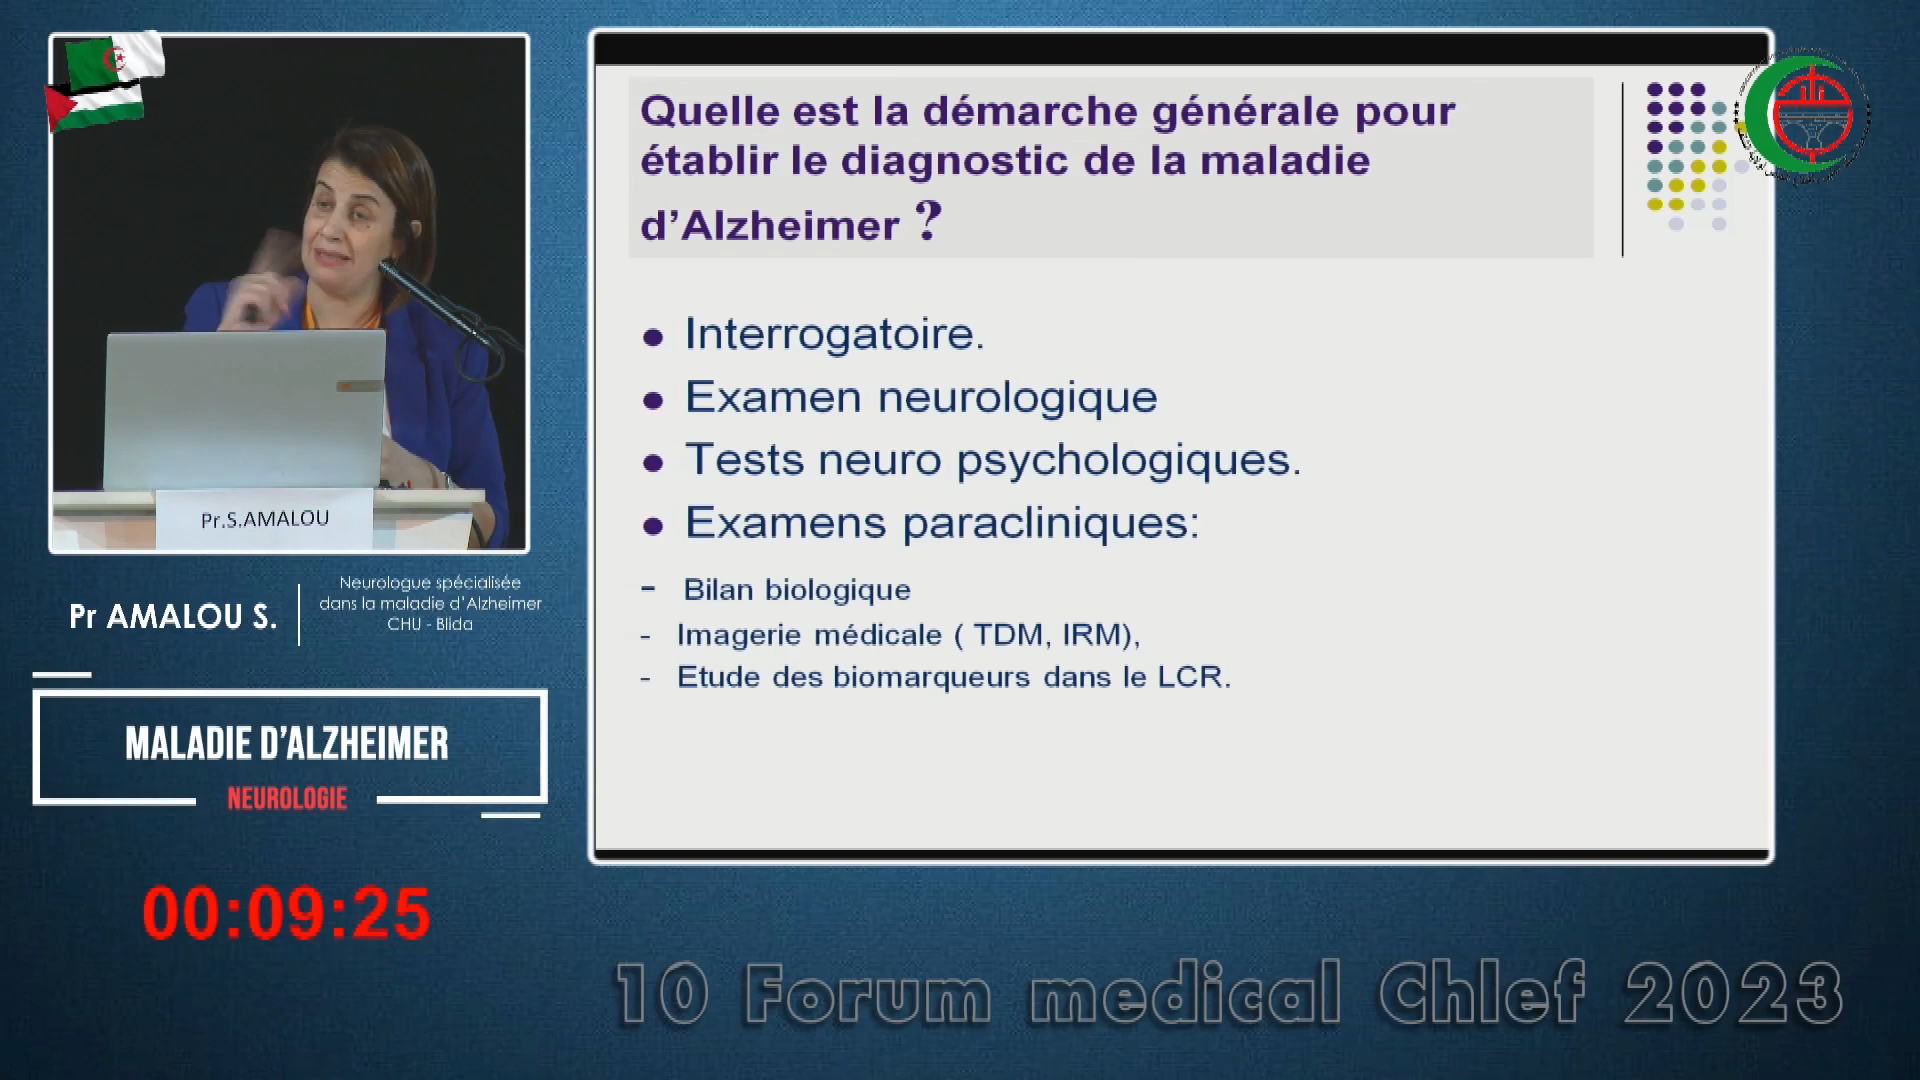 Quelle est la démarche générale pour
établir le diagnostic de la maladie
d'Alzheimer ?
● Interrogatoire.
● Examen neurologique
● Tests neuro psychologiques.
● Examens paracliniques:
- Bilan biologique
- Imagerie médicale ( TDM, IRM),
- Etude des biomarqueurs dans le LCR.
Pr.S.AMALOU
Pr AMALOU S.
Neurologue spécialisée
dans la maladie d'Alzheimer
CHU - Blida
MALADIE D'ALZHEIMER
NEUROLOGIE
00:09:25
10 Forum medical Chlef 2023